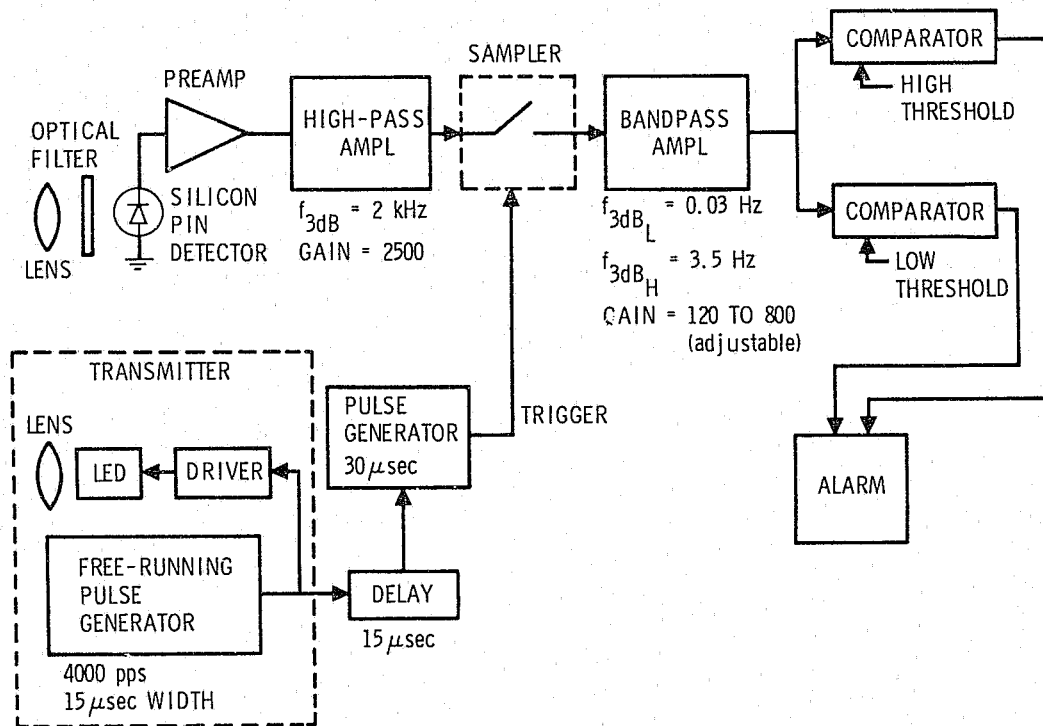 COMPARATOR
HIGH
THRESHOLD
SAMPLER
PREAMP
OPTICAL
FILTER
HIGH-PASS
AMPL
BANDPASS
AMPL
SILICON
PIN
DETECTOR
LENS
f3dB = 2 kHz
GAIN = 2500
f3dBL = 0.03 Hz
f3dBH = 3.5 Hz
GAIN = 120 TO 800
(adjustable)
COMPARATOR
LOW
THRESHOLD
TRANSMITTER
LENS
LED
DRIVER
PULSE
GENERATOR
30 μsec
TRIGGER
ALARM
FREE-RUNNING
PULSE
GENERATOR
DELAY
15 μsec
4000 pps
15 μsec WIDTH